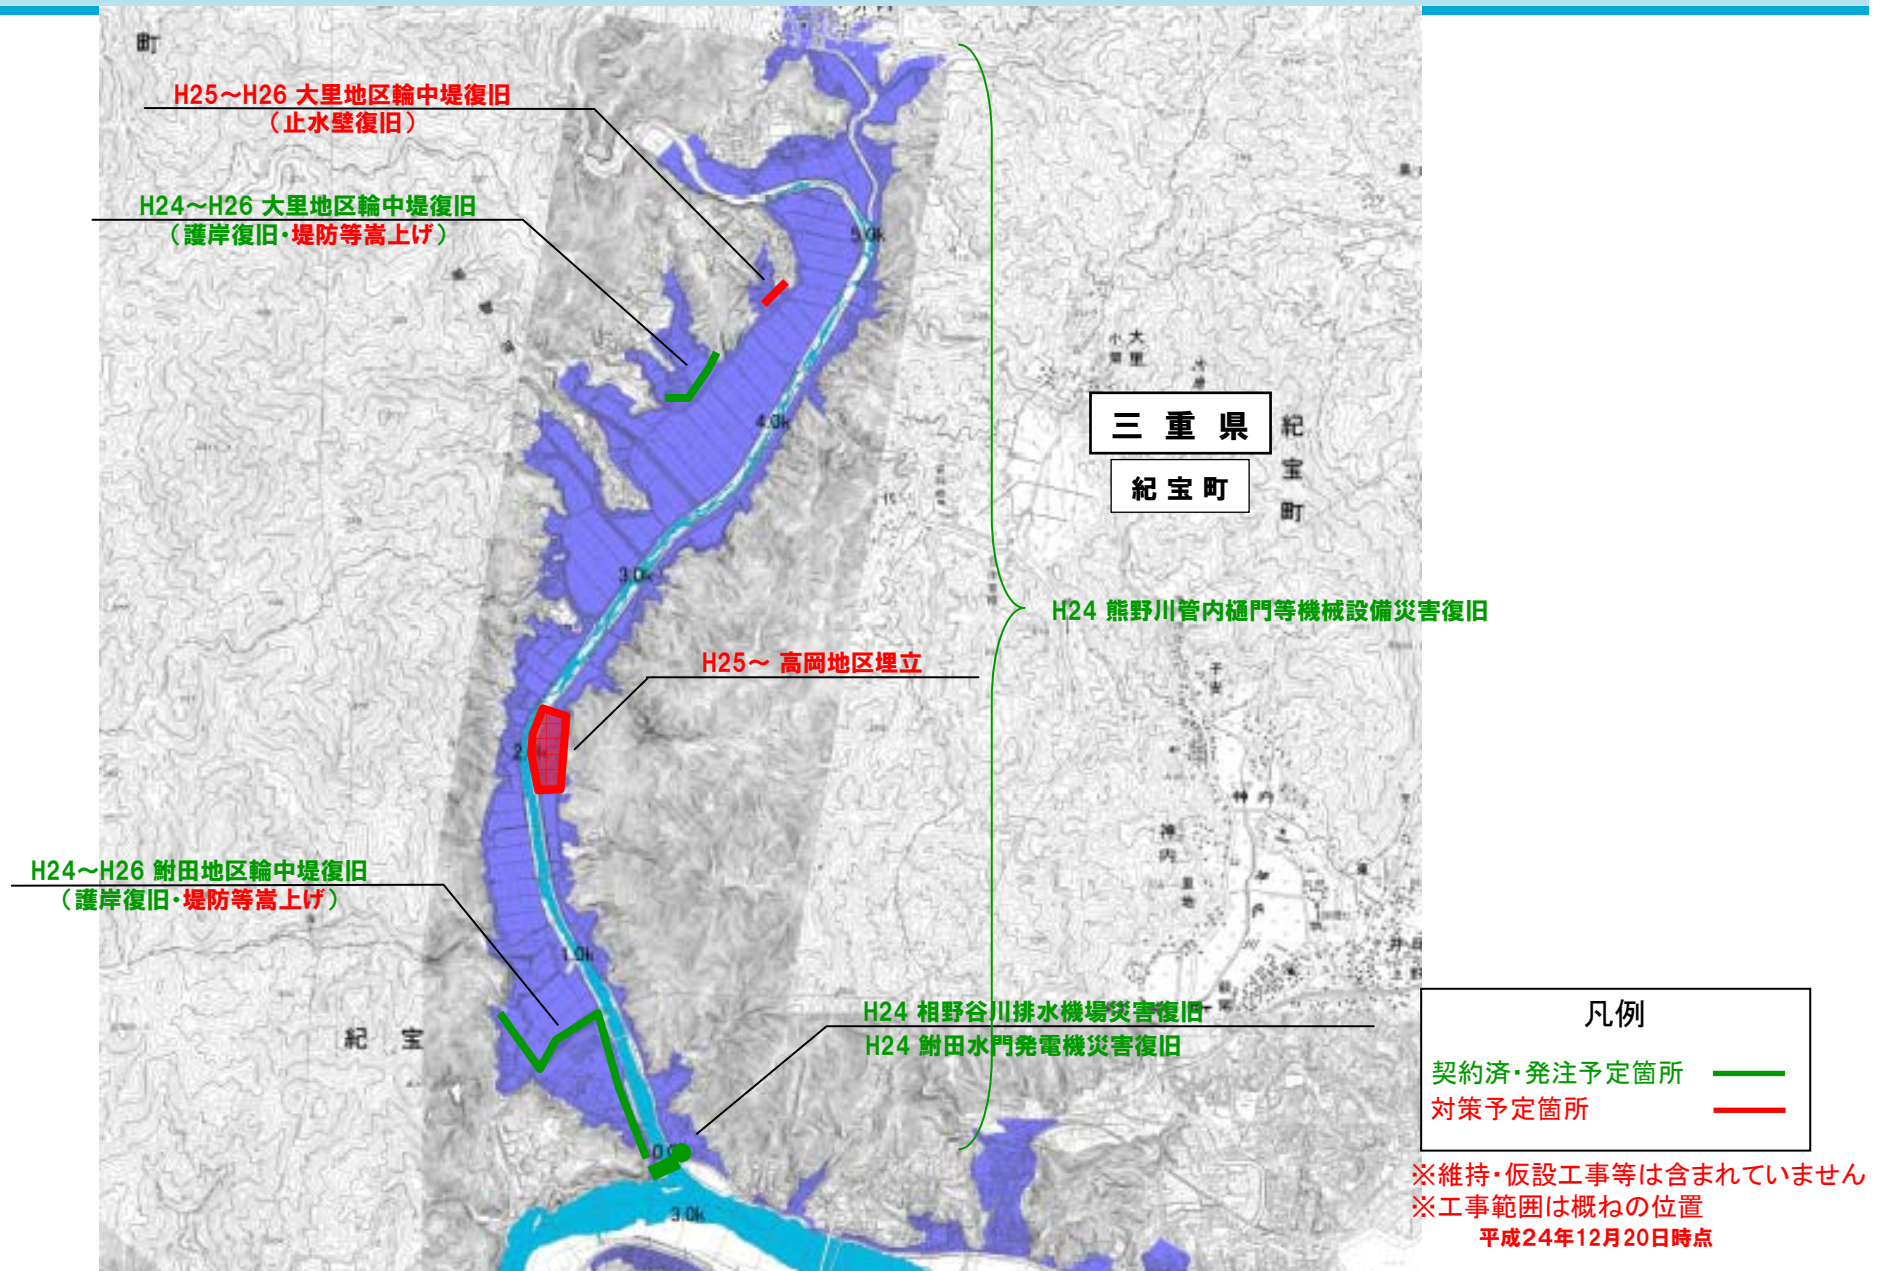 町
H25～H26 大里地区輪中堤復旧
（止水壁復旧）
H24～H26 大里地区輪中堤復旧
（護岸復旧・堤防等嵩上げ）
5.0k
大里
4.0k
三重県
紀宝町
紀宝町
3.0k
H24 熊野川管内樋門等機械設備災害復旧
H25～ 高岡地区埋立
神内
H24～H26 鮒田地区輪中堤復旧
（護岸復旧・堤防等嵩上げ）
1.0k
紀宝
H24 相野谷川排水機場災害復旧
H24 鮒田水門発電機災害復旧
3.0k
凡例
契約済・発注予定箇所
対策予定箇所
※維持・仮設工事等は含まれていません
※工事範囲は概ねの位置
平成24年12月20日時点